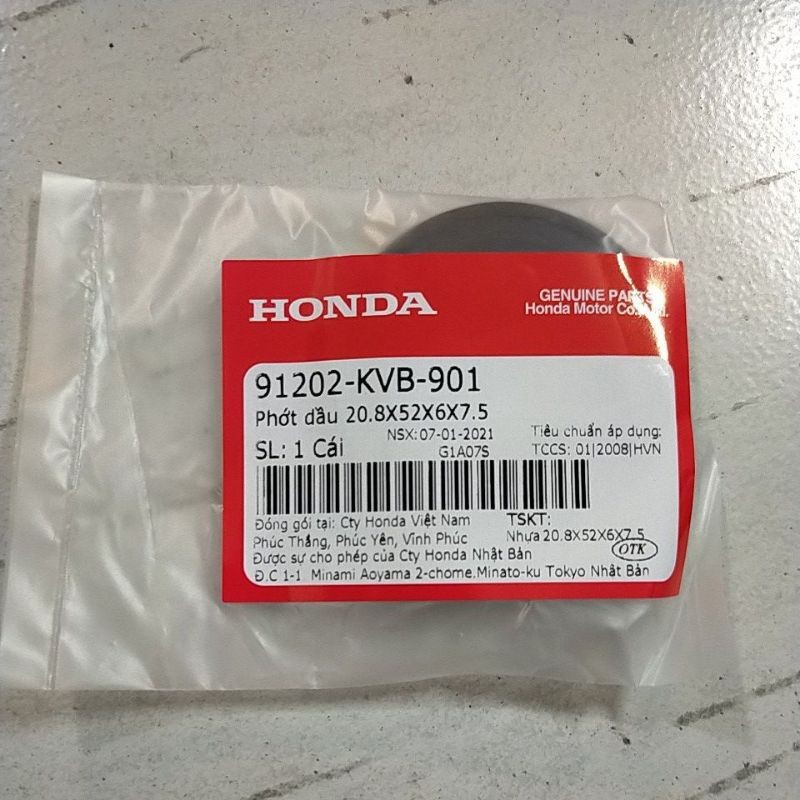 HONDA
GENUINE PARTS
Honda Motor Co., Ltd.
91202-KVB-901
Phớt dầu 20.8X52X6X7.5
NSX: 07-01-2021
Tiêu chuẩn áp dụng:
SL: 1 Cái
G1A07S
TCCS: 01|2008|HVN
Đóng gói tại: Cty Honda Việt Nam
TSKT:
Phúc Thắng, Phúc Yên, Vĩnh Phúc
Nhựa 20.8X52X6X7.5
Được sự cho phép của Cty Honda Nhật Bản
OTK
Đ.C 1-1 Minami Aoyama 2-chome.Minato-ku Tokyo Nhật Bản